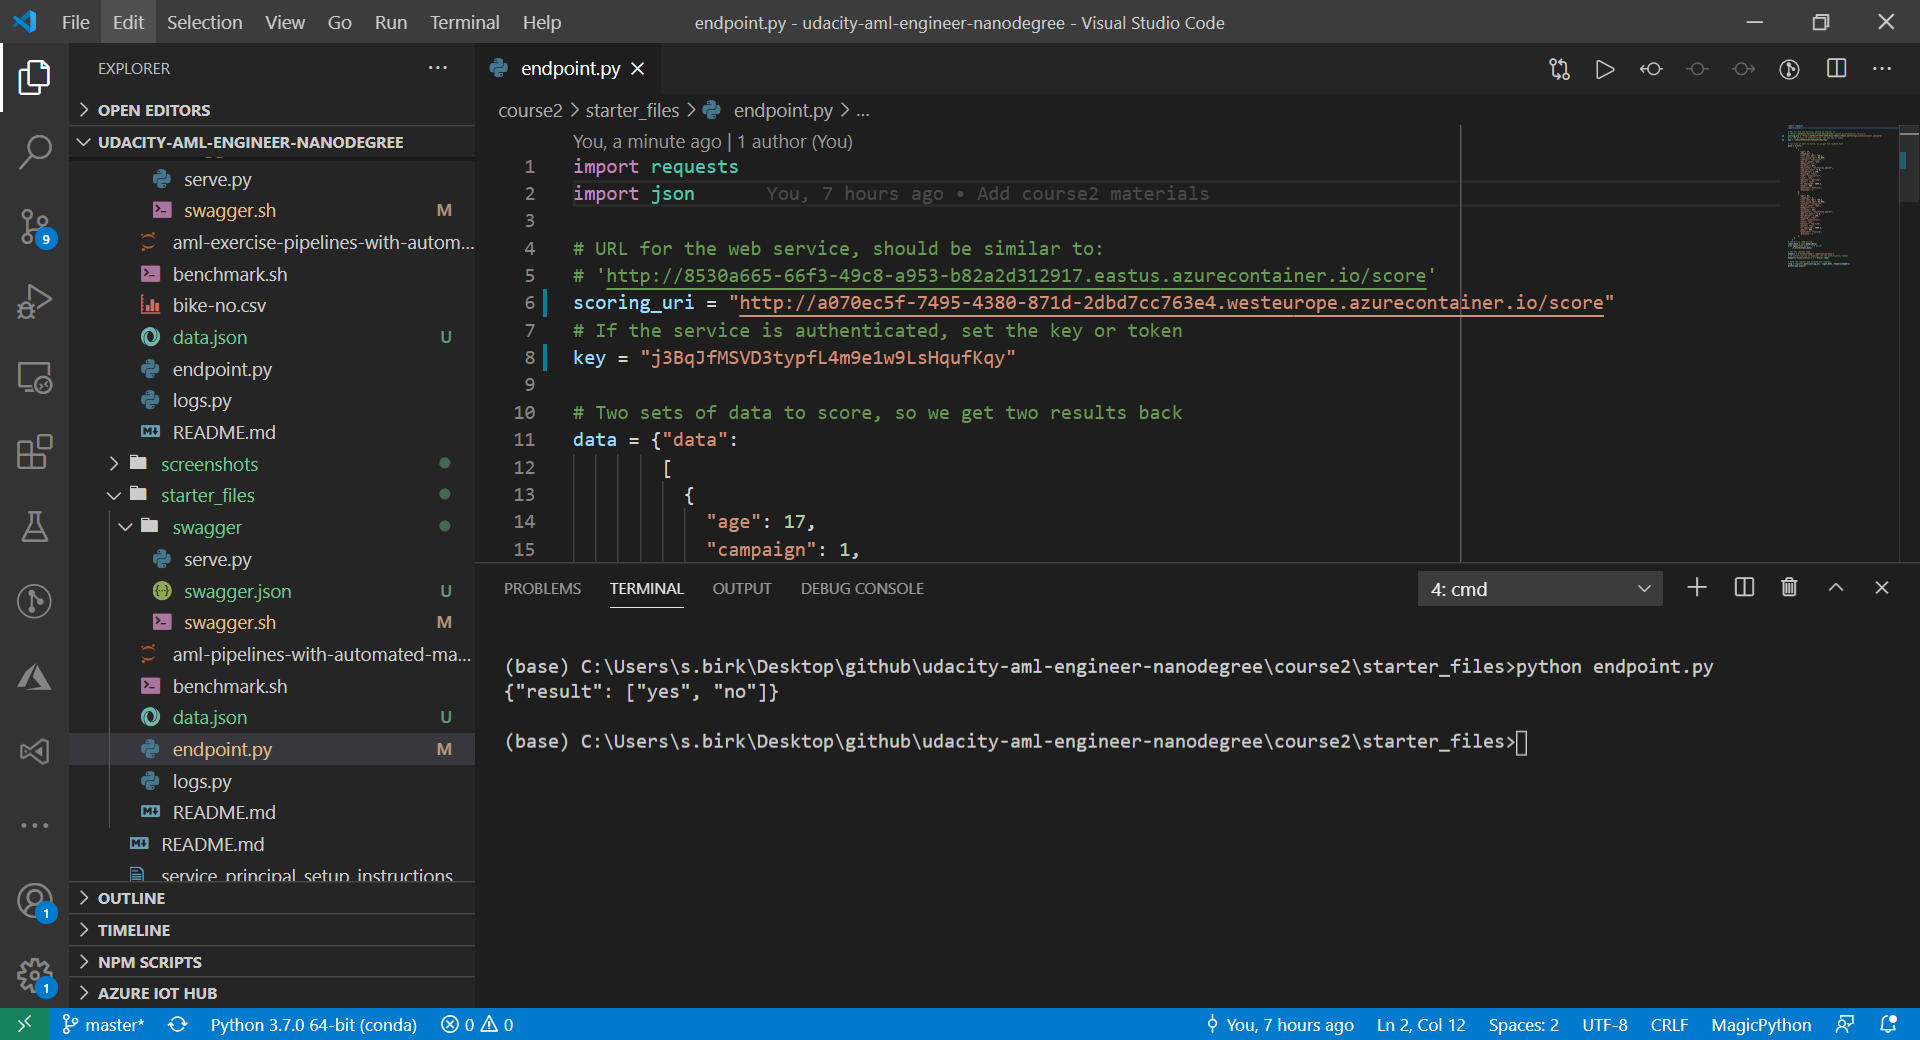 File Edit Selection View Go Run Terminal Help
endpoint.py - udacity-aml-engineer-nanodegree - Visual Studio Code
EXPLORER
OPEN EDITORS
UDACITY-AML-ENGINEER-NANODEGREE
serve.py
swagger.sh M
aml-exercise-pipelines-with-autom...
benchmark.sh
bike-no.csv
data.json U
endpoint.py
logs.py
README.md
screenshots
starter_files
swagger
serve.py
swagger.json U
swagger.sh M
aml-pipelines-with-automated-ma...
benchmark.sh
data.json U
endpoint.py M
logs.py
README.md
README.md
service_principal_setup_instructions
OUTLINE
TIMELINE
NPM SCRIPTS
AZURE IOT HUB
9
1
1
endpoint.py
course2 > starter_files > endpoint.py > ...
You, a minute ago | 1 author (You)
1 import requests
2 import json You, 7 hours ago • Add course2 materials
3
4 # URL for the web service, should be similar to:
5 # 'http://8530a665-66f3-49c8-a953-b82a2d312917.eastus.azurecontainer.io/score'
6 scoring_uri = "http://a070ec5f-7495-4380-871d-2dbd7cc763e4.westeurope.azurecontainer.io/score"
7 # If the service is authenticated, set the key or token
8 key = "j3BqJfMSVD3typfL4m9e1w9LsHqufKqy"
9
10 # Two sets of data to score, so we get two results back
11 data = {"data":
12 [
13 {
14 "age": 17,
15 "campaign": 1,
PROBLEMS TERMINAL OUTPUT DEBUG CONSOLE
4: cmd
(base) C:\Users\s.birk\Desktop\github\udacity-aml-engineer-nanodegree\course2\starter_files>python endpoint.py
{"result": ["yes", "no"]}
(base) C:\Users\s.birk\Desktop\github\udacity-aml-engineer-nanodegree\course2\starter_files>
master* Python 3.7.0 64-bit (conda) 0 0
You, 7 hours ago Ln 2, Col 12 Spaces: 2 UTF-8 CRLF MagicPython